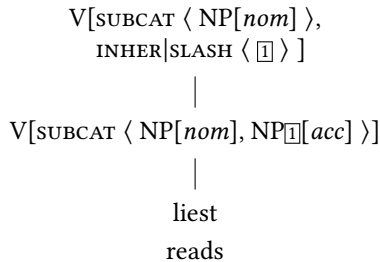 V[SUBCAT ⟨ NP[nom] ⟩,
INHER|SLASH ⟨ 1 ⟩ ]
V[SUBCAT ⟨ NP[nom], NP1[acc] ⟩]
liest
reads